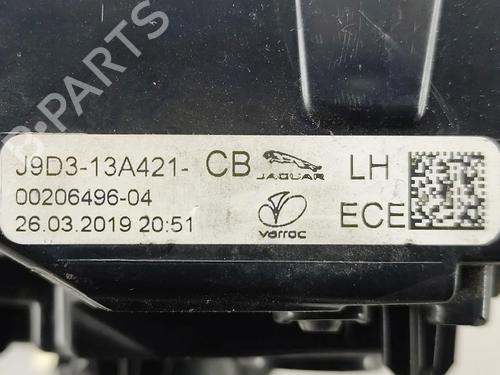 B-PARTS
J9D3-13A421- CB JAGUAR LH
00206496-04
26.03.2019 20:51 varroc ECE